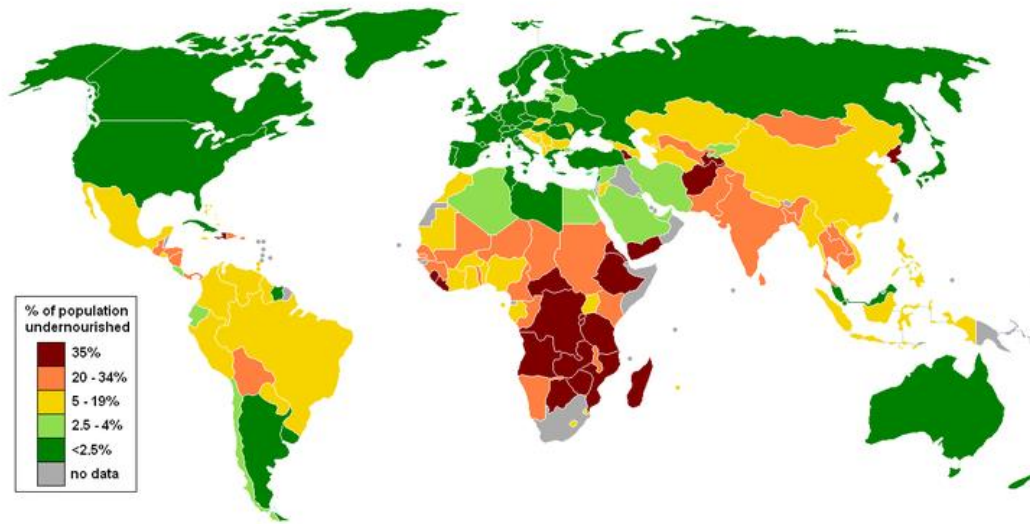 % of population
undernourished
35%
20 - 34%
5 - 19%
2.5 - 4%
<2.5%
no data